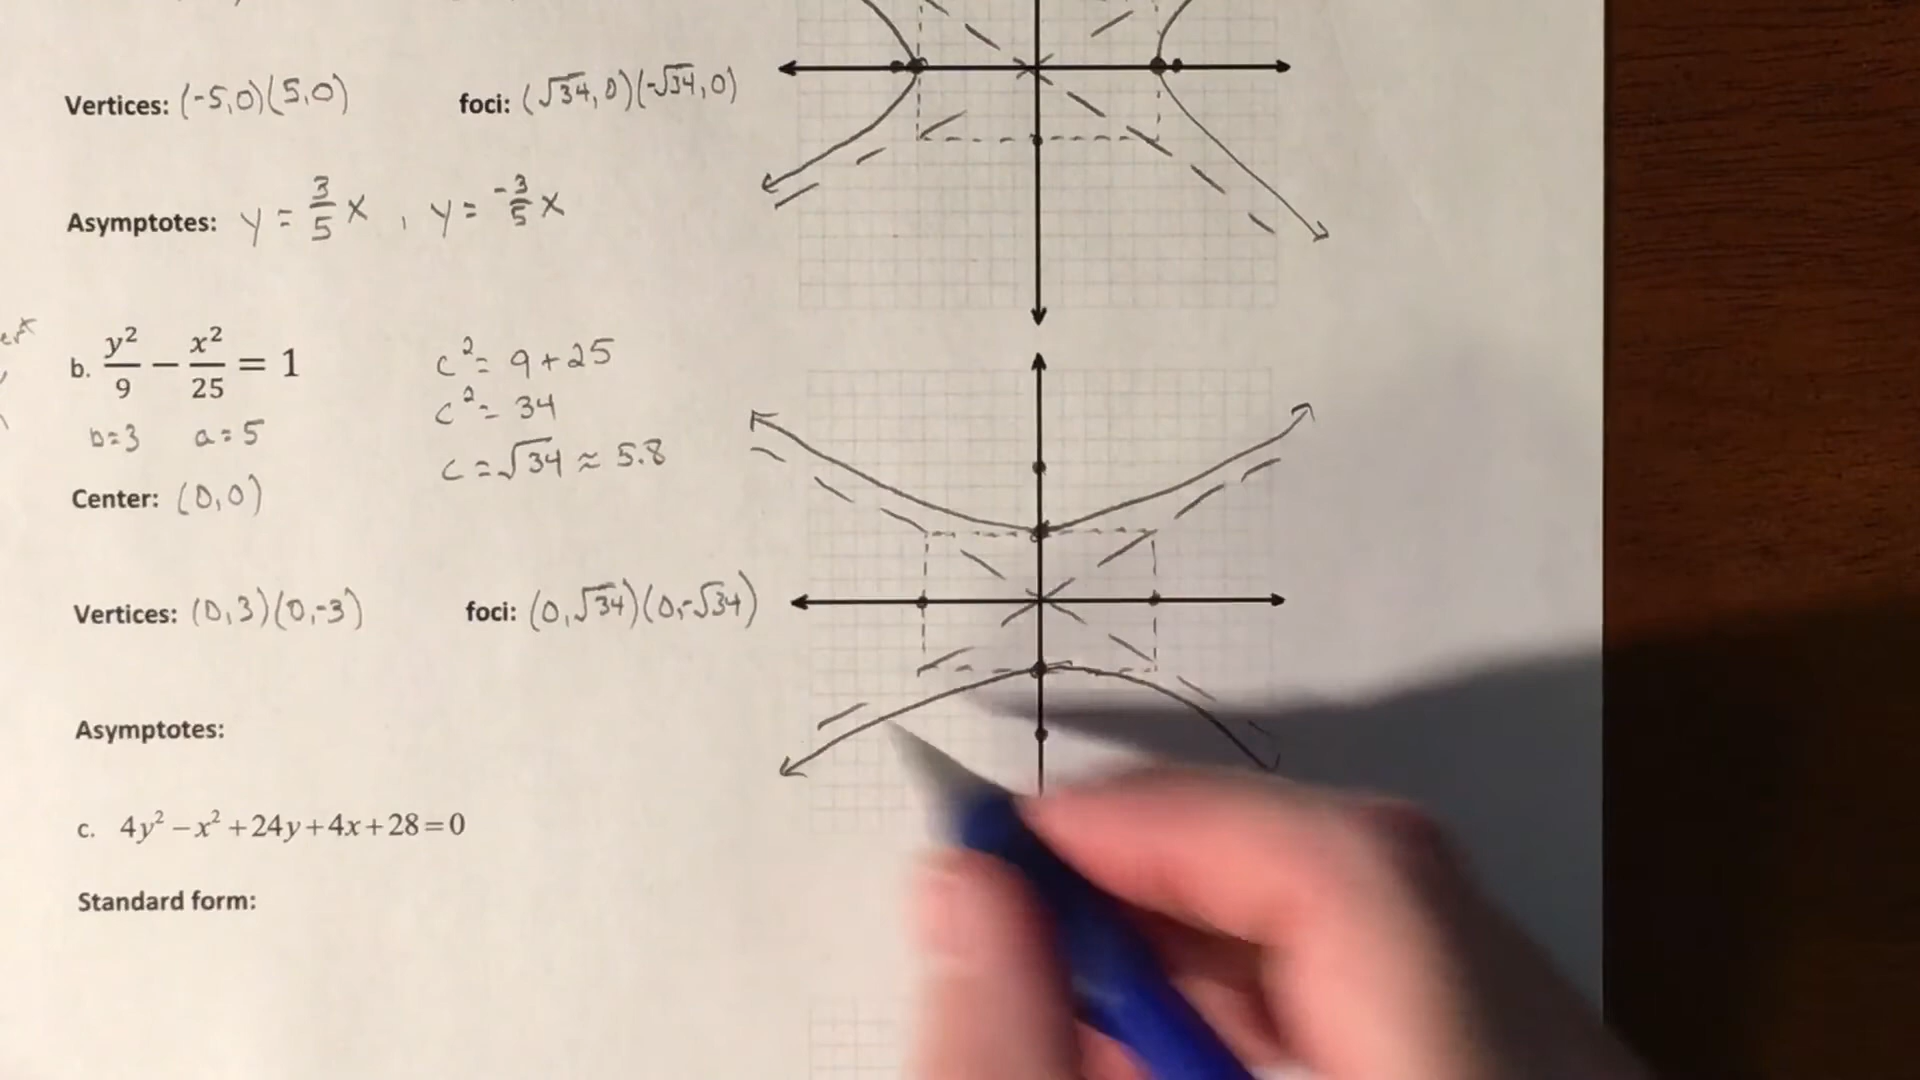 Vertices: (-5,0)(5,0) foci: (√34, 0)(-√34, 0)
Asymptotes: y = 3/5 x , y = -3/5 x
b. y²/9 − x²/25 = 1
c² = 9+25
c² = 34
b=3 a=5
c = √34 ≈ 5.8
Center: (0,0)
Vertices: (0,3)(0,-3) foci: (0,√34)(0,-√34)
Asymptotes:
c. 4y² − x² + 24y + 4x + 28 = 0
Standard form: